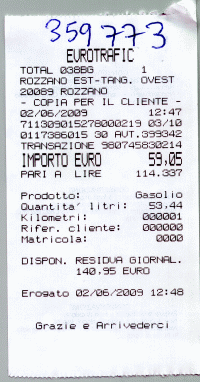 359773
EUROTRAFIC
TOTAL 038BG 1
ROZZANO EST-TANG. OVEST
20089 ROZZANO
- COPIA PER IL CLIENTE -
02/06/2009 12:47
7113090152780002​19 03/10
0117386015 30 AUT.399342
TRANSAZIONE 980745830214
IMPORTO EURO 59,05
PARI A LIRE 114.337
Prodotto: Gasolio
Quantita' litri: 53,44
Kilometri: 000001
Rifer. cliente: 000000
Matricola: 0000
DISPON. RESIDUA GIORNAL.
140,95 EURO
Erogato 02/06/2009 12:48
Grazie e Arrivederci